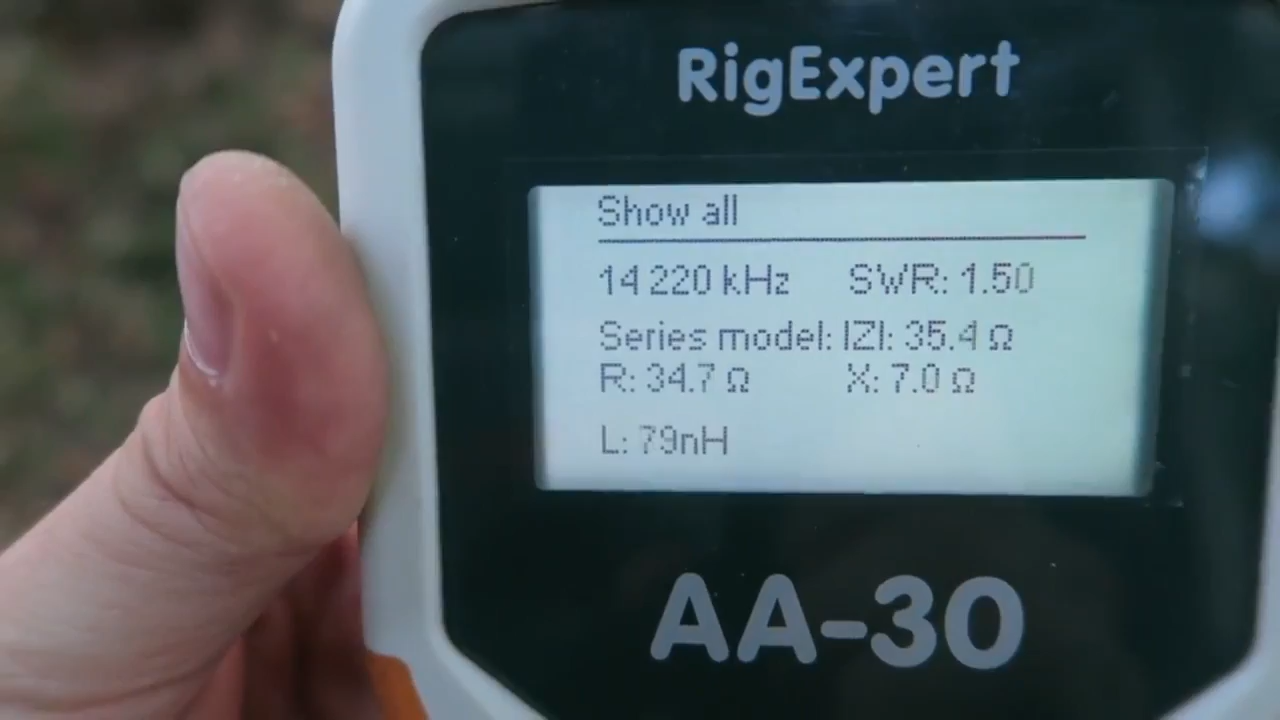 RigExpert
Show all
14 220 kHz SWR: 1.50
Series model: |Z|: 35.4 Ω
R: 34.7 Ω X: 7.0 Ω
L: 79nH
AA-30